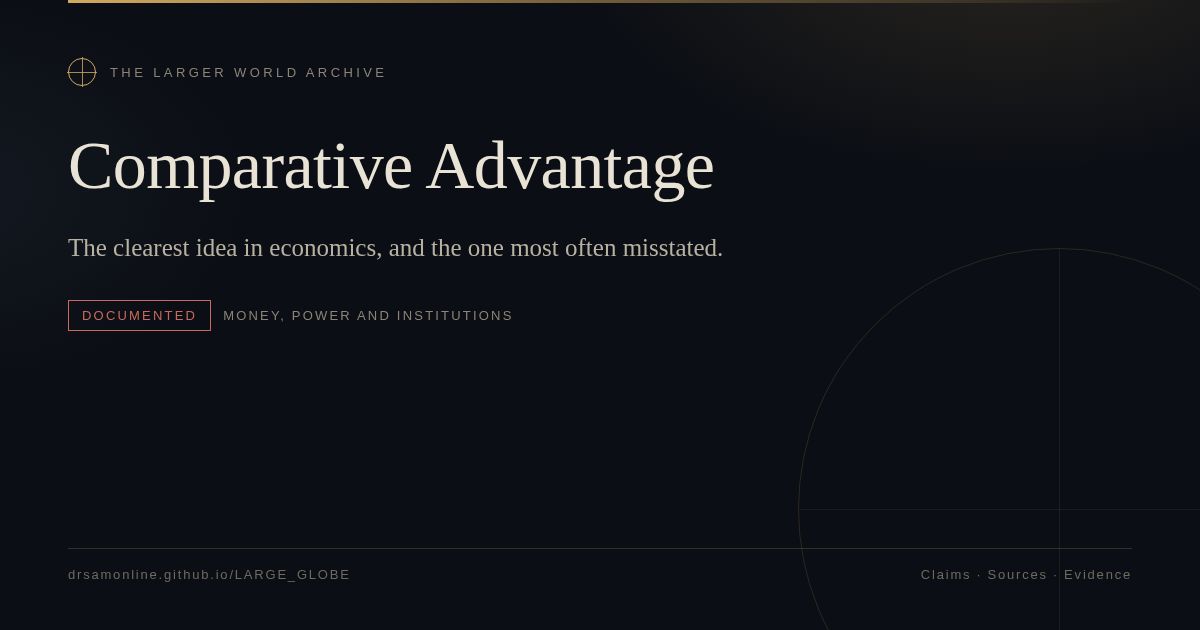 THE LARGER WORLD ARCHIVE
Comparative Advantage
The clearest idea in economics, and the one most often misstated.
DOCUMENTED MONEY, POWER AND INSTITUTIONS
drsamonline.github.io/LARGE_GLOBE Claims · Sources · Evidence